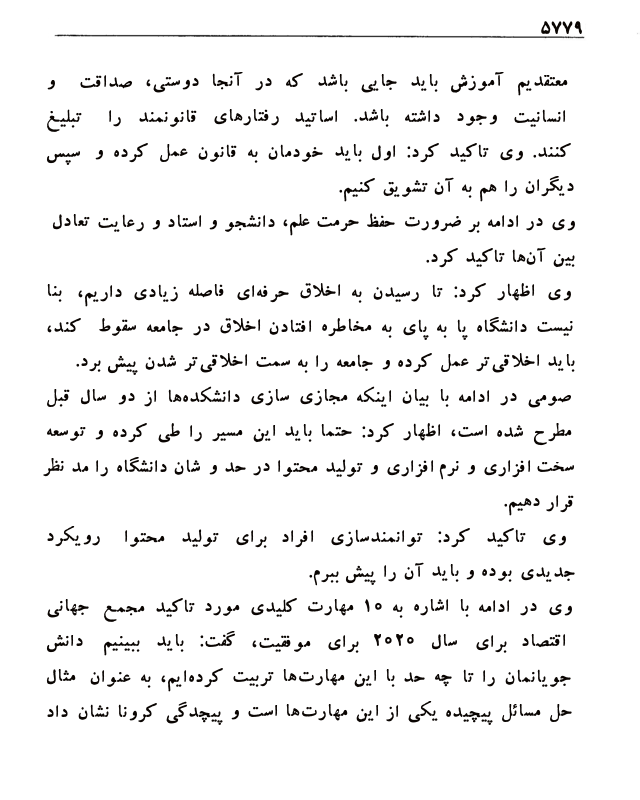 ۵۷۷۹
معتقدیم آموزش باید جایی باشد که در آنجا دوستی، صداقت و
انسانیت وجود داشته باشد. اساتید رفتارهای قانونمند را تبلیغ
کنند. وی تاکید کرد: اول باید خودمان به قانون عمل کرده و سپس
دیگران را هم به آن تشویق کنیم.
وی در ادامه بر ضرورت حفظ حرمت علم، دانشجو و استاد و رعایت تعادل
بین آن‌ها تاکید کرد.
وی اظهار کرد: تا رسیدن به اخلاق حرفه‌ای فاصله زیادی داریم، بنا
نیست دانشگاه پا به پای به مخاطره افتادن اخلاق در جامعه سقوط کند،
باید اخلاقی‌تر عمل کرده و جامعه را به سمت اخلاقی‌تر شدن پیش برد.
صومی در ادامه با بیان اینکه مجازی سازی دانشکده‌ها از دو سال قبل
مطرح شده است، اظهار کرد: حتما باید این مسیر را طی کرده و توسعه
سخت افزاری و نرم افزاری و تولید محتوا در حد و شان دانشگاه را مد نظر
قرار دهیم.
وی تاکید کرد: توانمندسازی افراد برای تولید محتوا رویکرد
جدیدی بوده و باید آن را پیش ببرم.
وی در ادامه با اشاره به ۱۰ مهارت کلیدی مورد تاکید مجمع جهانی
اقتصاد برای سال ۲۰۲۰ برای موفقیت، گفت: باید ببینیم دانش
جویانمان را تا چه حد با این مهارت‌ها تربیت کرده‌ایم، به عنوان مثال
حل مسائل پیچیده یکی از این مهارت‌ها است و پیچدگی کرونا نشان داد